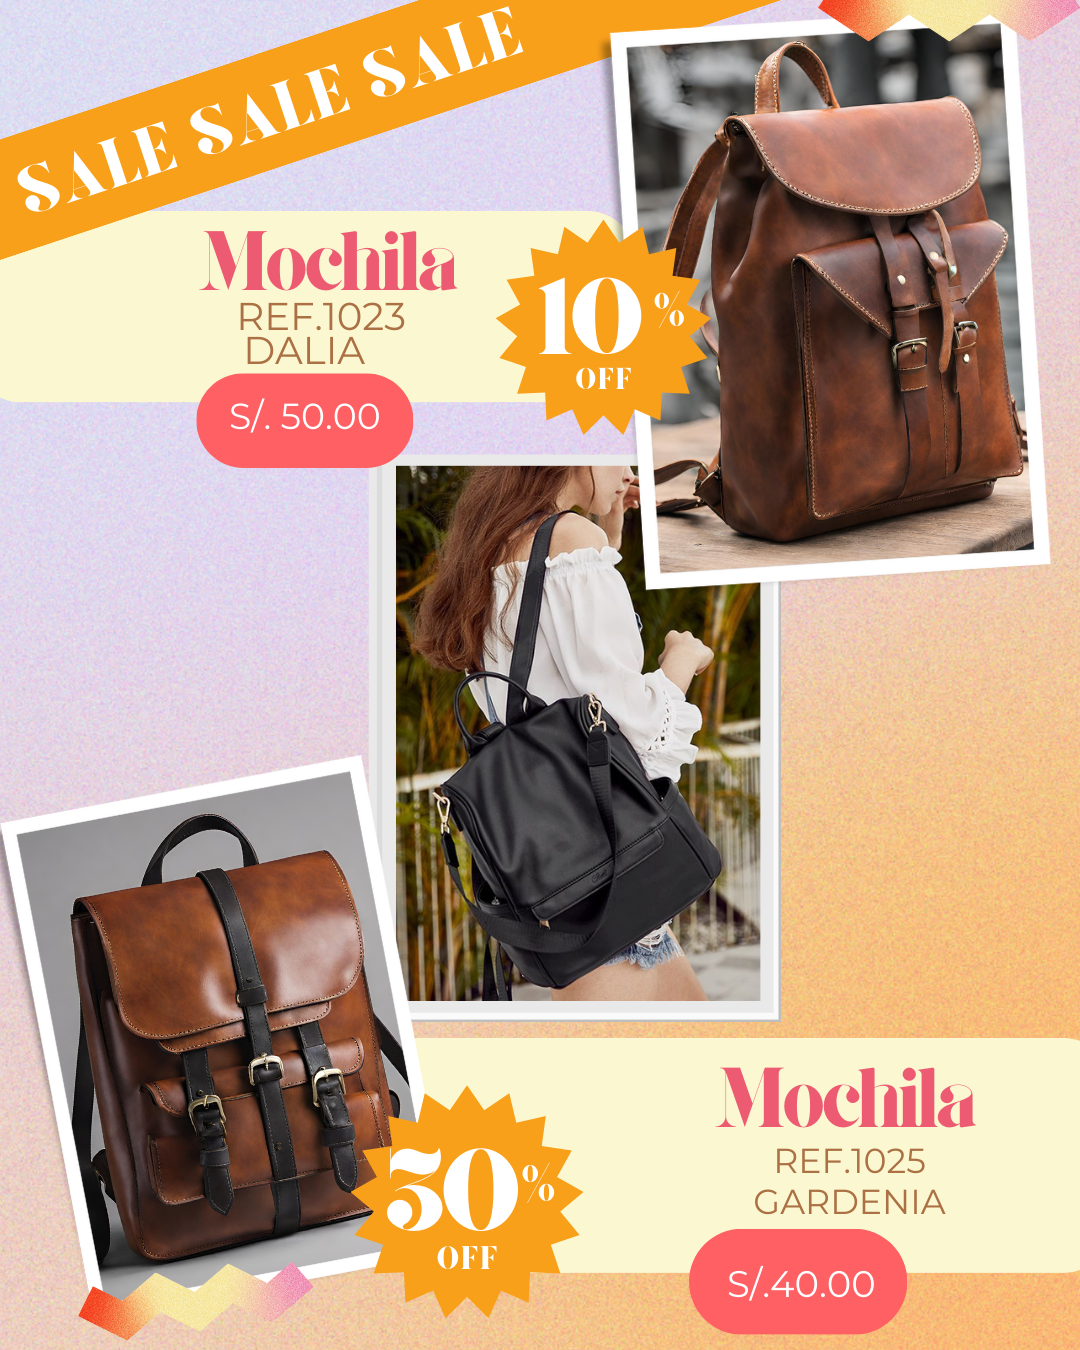 SALE SALE SALE
Mochila
REF.1023
DALIA
S/. 50.00
10%
OFF
Mochila
REF.1025
GARDENIA
S/.40.00
50%
OFF